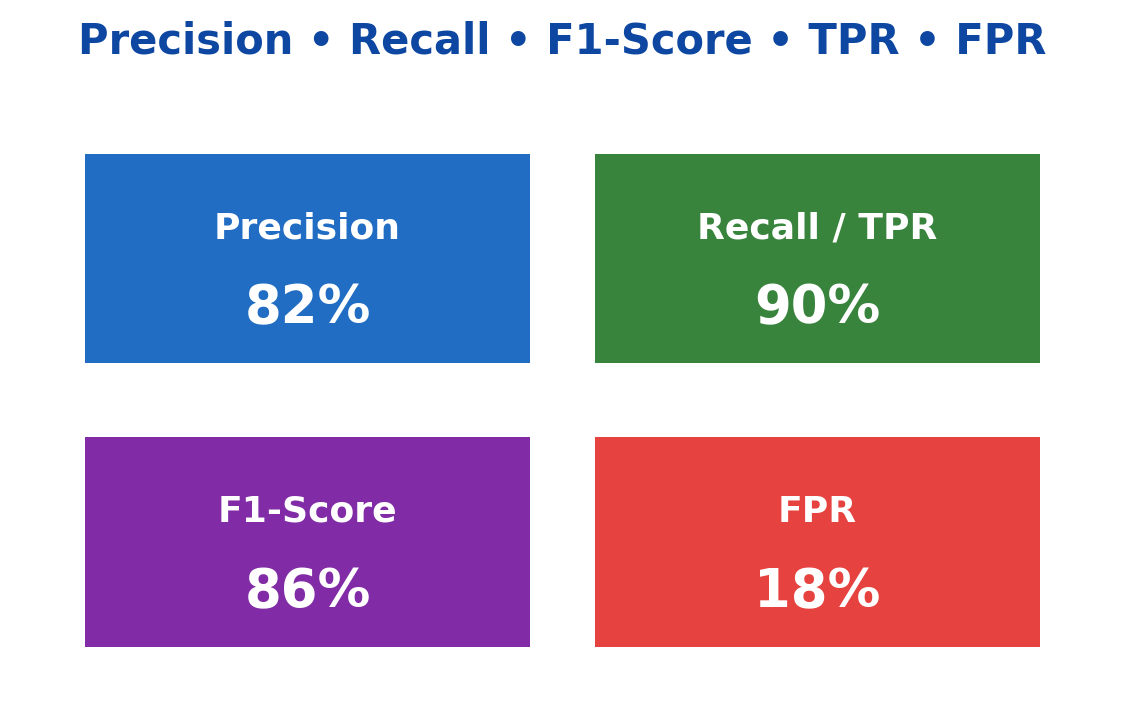 Precision • Recall • F1-Score • TPR • FPR
Precision
82%
Recall / TPR
90%
F1-Score
86%
FPR
18%